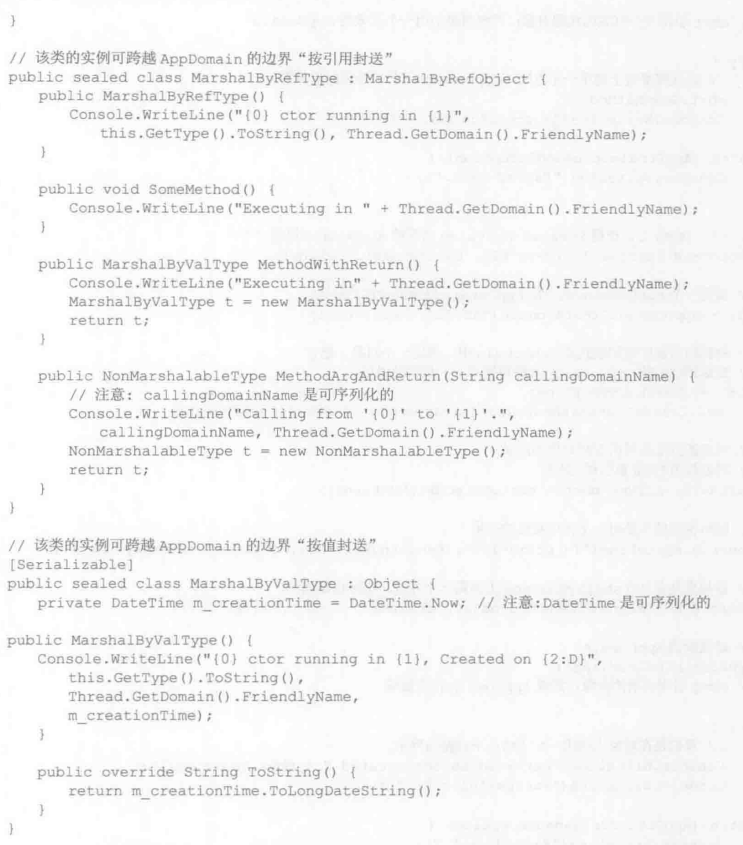 }

// 该类的实例可跨越 AppDomain 的边界“按引用封送”
public sealed class MarshalByRefType : MarshalByRefObject {
   public MarshalByRefType() {
      Console.WriteLine("{0} ctor running in {1}",
         this.GetType().ToString(), Thread.GetDomain().FriendlyName);
   }

   public void SomeMethod() {
      Console.WriteLine("Executing in " + Thread.GetDomain().FriendlyName);
   }

   public MarshalByValType MethodWithReturn() {
      Console.WriteLine("Executing in" + Thread.GetDomain().FriendlyName);
      MarshalByValType t = new MarshalByValType();
      return t;
   }

   public NonMarshalableType MethodArgAndReturn(String callingDomainName) {
      // 注意: callingDomainName 是可序列化的
      Console.WriteLine("Calling from '{0}' to '{1}'.",
         callingDomainName, Thread.GetDomain().FriendlyName);
      NonMarshalableType t = new NonMarshalableType();
      return t;
   }
}

// 该类的实例可跨越 AppDomain 的边界“按值封送”
[Serializable]
public sealed class MarshalByValType : Object {
   private DateTime m_creationTime = DateTime.Now; // 注意:DateTime 是可序列化的

public MarshalByValType() {
   Console.WriteLine("{0} ctor running in {1}, Created on {2:D}",
      this.GetType().ToString(),
      Thread.GetDomain().FriendlyName,
      m_creationTime);
   }

   public override String ToString() {
      return m_creationTime.ToLongDateString();
   }
}